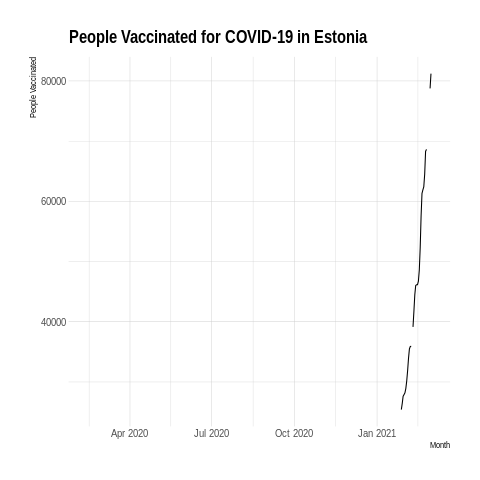 People Vaccinated for COVID-19 in Estonia
People Vaccinated
80000
60000
40000
Apr 2020 Jul 2020 Oct 2020 Jan 2021
Month